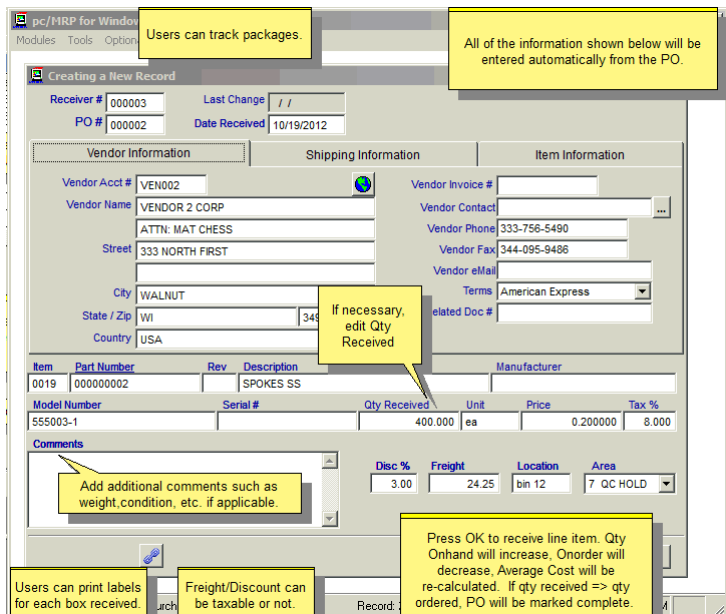 pc/MRP for Window
Modules Tools Option
Users can track packages.
All of the information shown below will be
entered automatically from the PO.
Creating a New Record
Receiver # 000003 Last Change / /
PO # 000002 Date Received 10/19/2012
Vendor Information Shipping Information Item Information
Vendor Acct # VEN002 Vendor Invoice #
Vendor Name VENDOR 2 CORP Vendor Contact ...
ATTN: MAT CHESS Vendor Phone 333-756-5490
Street 333 NORTH FIRST Vendor Fax 344-095-9486
Vendor eMail
City WALNUT Terms American Express
State / Zip WI 349 elated Doc #
Country USA
If necessary,
edit Qty
Received
Item Part Number Rev Description Manufacturer
0019 000000002 SPOKES SS
Model Number Serial # Qty Received Unit Price Tax %
555003-1 400.000 ea 0.200000 8.000
Comments
Add additional comments such as
weight,condition, etc. if applicable.
Disc % Freight Location Area
3.00 24.25 bin 12 7 QC HOLD
Press OK to receive line item. Qty
Onhand will increase, Onorder will
decrease, Average Cost will be
re-calculated. If qty received => qty
ordered, PO will be marked complete.
Users can print labels
for each box received.
Freight/Discount can
be taxable or not.
urch Record: M